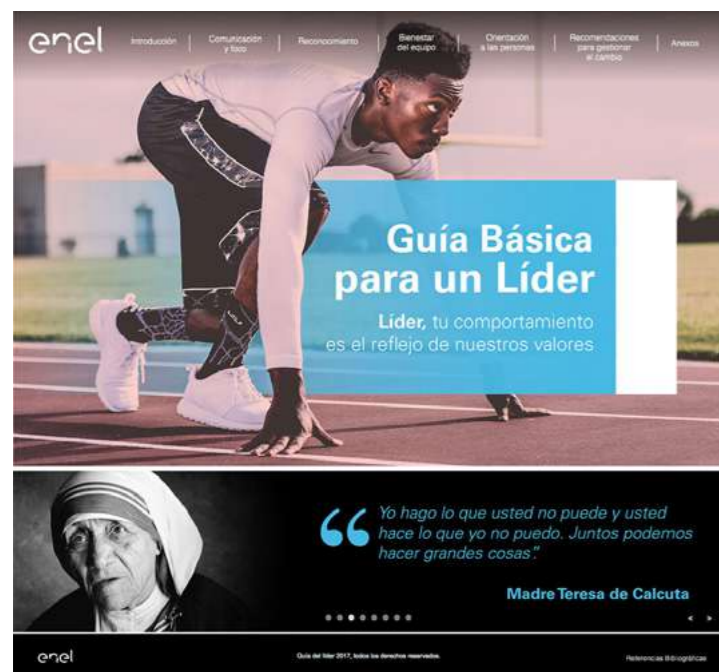 enel
Introducción
Comunicación
y foco
Reconocimiento
Bienestar
del equipo
Orientación
a las personas
Recomendaciones
para gestionar
el cambio
Anexos
Guía Básica
para un Líder
Líder, tu comportamiento
es el reflejo de nuestros valores
“ Yo hago lo que usted no puede y usted
hace lo que yo no puedo. Juntos podemos
hacer grandes cosas”.
Madre Teresa de Calcuta
< >
enel
Guía del líder 2017, todos los derechos reservados.
Referencias Bibliográficas